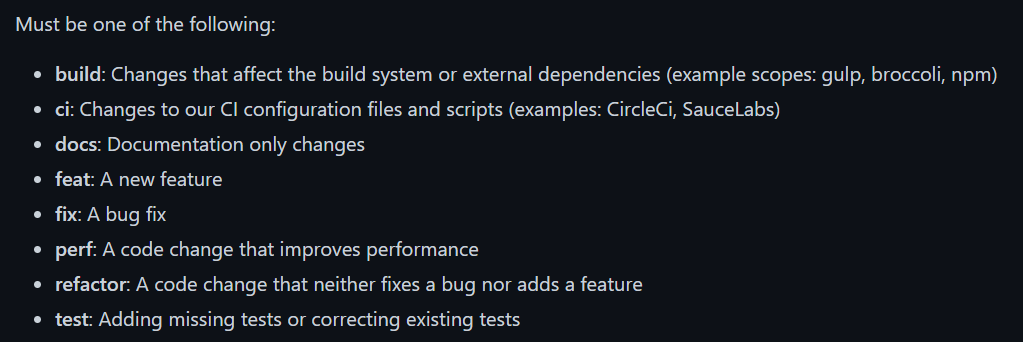 Must be one of the following:
• build: Changes that affect the build system or external dependencies (example scopes: gulp, broccoli, npm)
• ci: Changes to our CI configuration files and scripts (examples: CircleCi, SauceLabs)
• docs: Documentation only changes
• feat: A new feature
• fix: A bug fix
• perf: A code change that improves performance
• refactor: A code change that neither fixes a bug nor adds a feature
• test: Adding missing tests or correcting existing tests